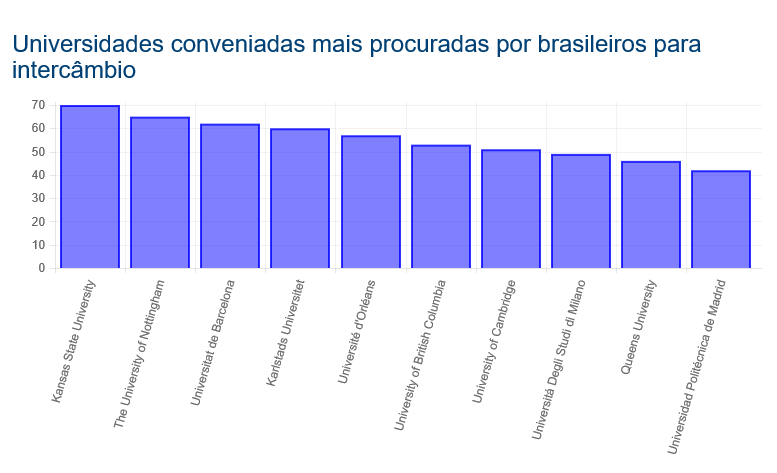 Universidades conveniadas mais procuradas por brasileiros para
intercâmbio
70
60
50
40
30
20
10
0
Kansas State University
The University of Nottingham
Universitat de Barcelona
Karlstads Universitet
Université d'Orléans
University of British Columbia
University of Cambridge
Universitá Degli Studi di Milano
Queens University
Universidad Politécnica de Madrid